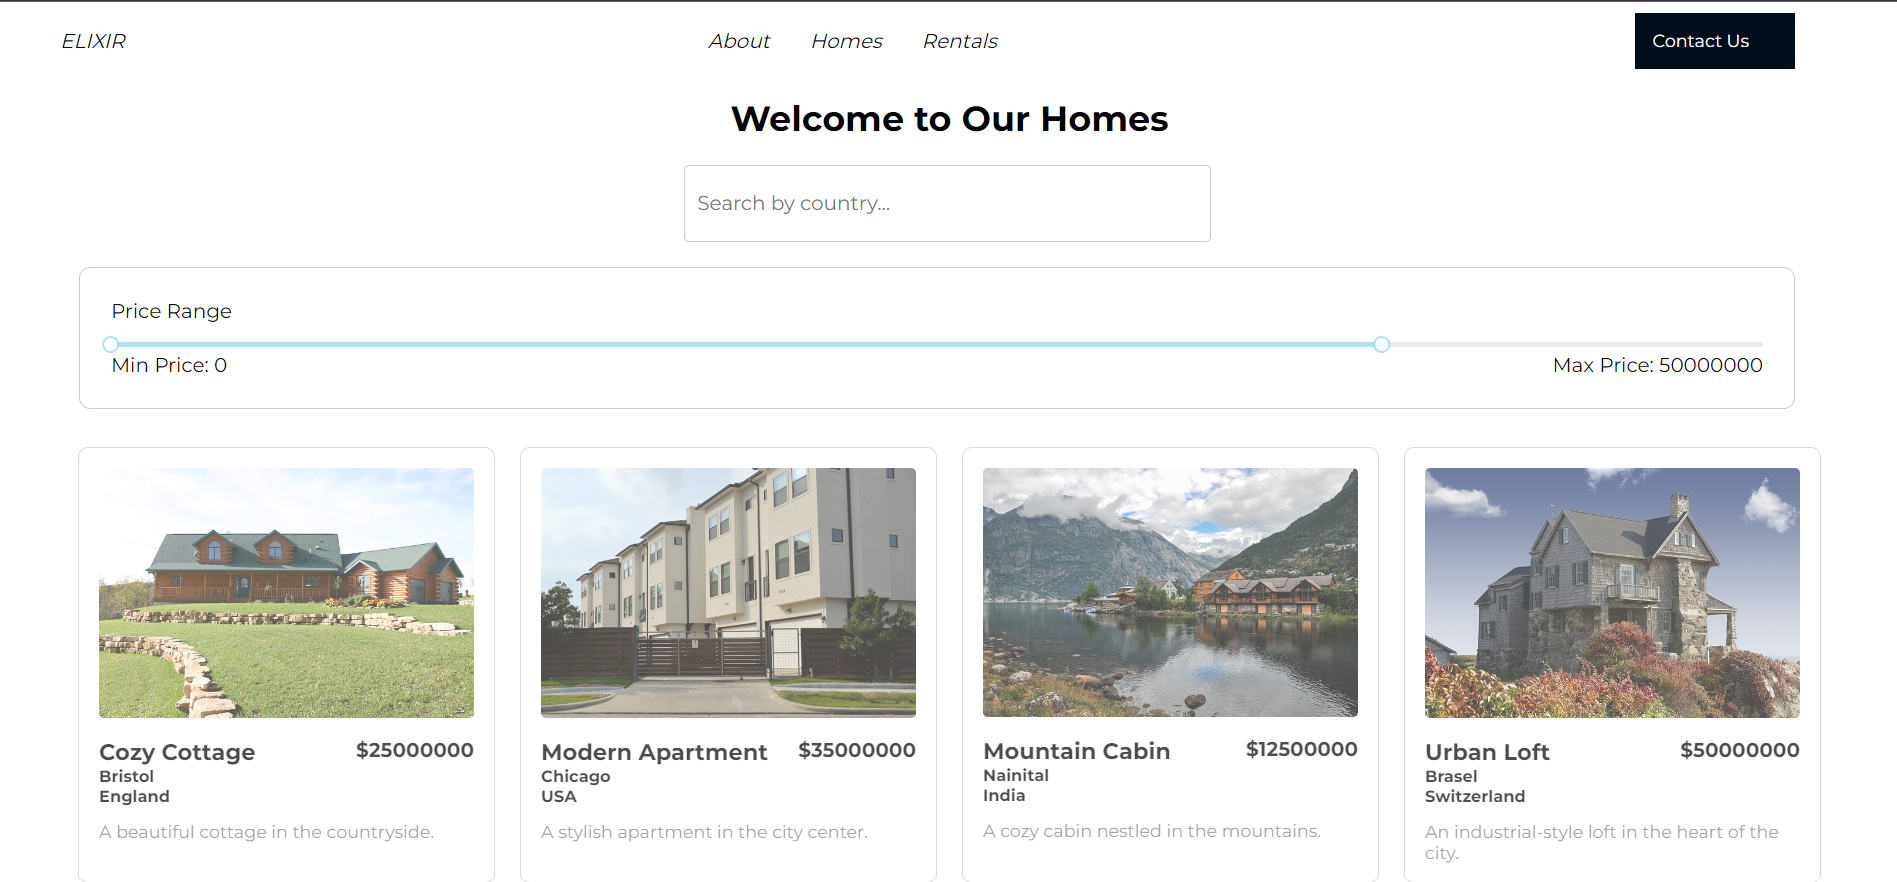 ELIXIR
About Homes Rentals
Contact Us
Welcome to Our Homes
Search by country...
Price Range
Min Price: 0
Max Price: 50000000
Cozy Cottage
$25000000
Bristol
England
A beautiful cottage in the countryside.
Modern Apartment
$35000000
Chicago
USA
A stylish apartment in the city center.
Mountain Cabin
$12500000
Nainital
India
A cozy cabin nestled in the mountains.
Urban Loft
$50000000
Brasel
Switzerland
An industrial-style loft in the heart of the
city.